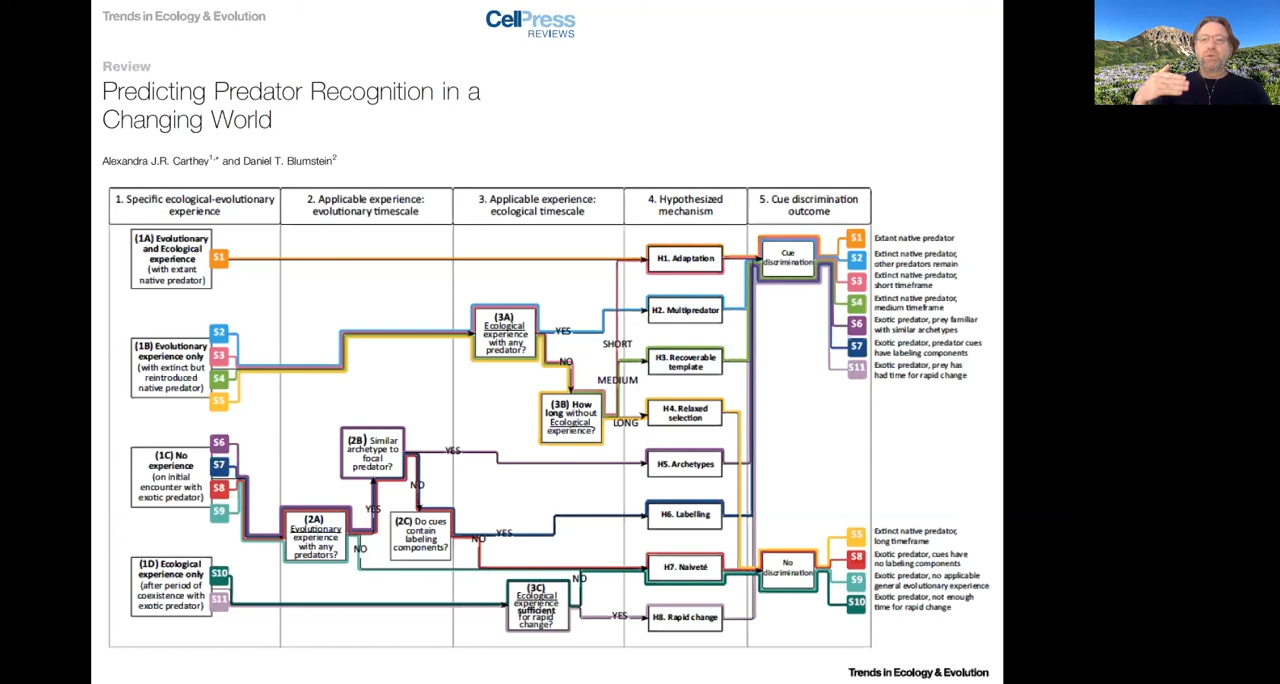 Trends in Ecology & Evolution
CellPress
REVIEWS
Review
Predicting Predator Recognition in a
Changing World
Alexandra J.R. Carthey1,* and Daniel T. Blumstein2
1. Specific ecological-evolutionary
experience
2. Applicable experience:
evolutionary timescale
3. Applicable experience:
ecological timescale
4. Hypothesized
mechanism
5. Cue discrimination
outcome
(1A) Evolutionary
and Ecological
experience
(with extant
native predator)
S1
(1B) Evolutionary
experience only
(with extinct but
reintroduced
native predator)
S2
S3
S4
S5
(1C) No
experience
(on initial
encounter with
exotic predator)
S6
S7
S8
S9
(1D) Ecological
experience only
(after period of
coexistence with
exotic predator)
S10
S11
(2A)
Evolutionary
experience
with any
predators?
YES
NO
(2B) Similar
archetype to
focal
predator?
YES
NO
(2C) Do cues
contain
labeling
components?
YES
NO
(3A)
Ecological
experience
with any
predator?
YES
NO
(3B) How
long without
Ecological
experience?
SHORT
MEDIUM
LONG
(3C)
Ecological
experience
sufficient
for rapid
change?
NO
YES
H1. Adaptation
H2. Multipredator
H3. Recoverable
template
H4. Relaxed
selection
H5. Archetypes
H6. Labelling
H7. Naiveté
H8. Rapid change
Cue
discrimination
No
discrimination
S1 Extant native predator
S2 Extinct native predator,
other predators remain
S3 Extinct native predator,
short timeframe
S4 Extinct native predator,
medium timeframe
S6 Exotic predator, prey familiar
with similar archetypes
S7 Exotic predator, predator cues
have labeling components
S11 Exotic predator, prey has
had time for rapid change
S5 Extinct native predator,
long timeframe
S8 Exotic predator, cues have
no labeling components
S9 Exotic predator, no applicable
general evolutionary experience
S10 Exotic predator, not enough
time for rapid change
Trends in Ecology & Evolution